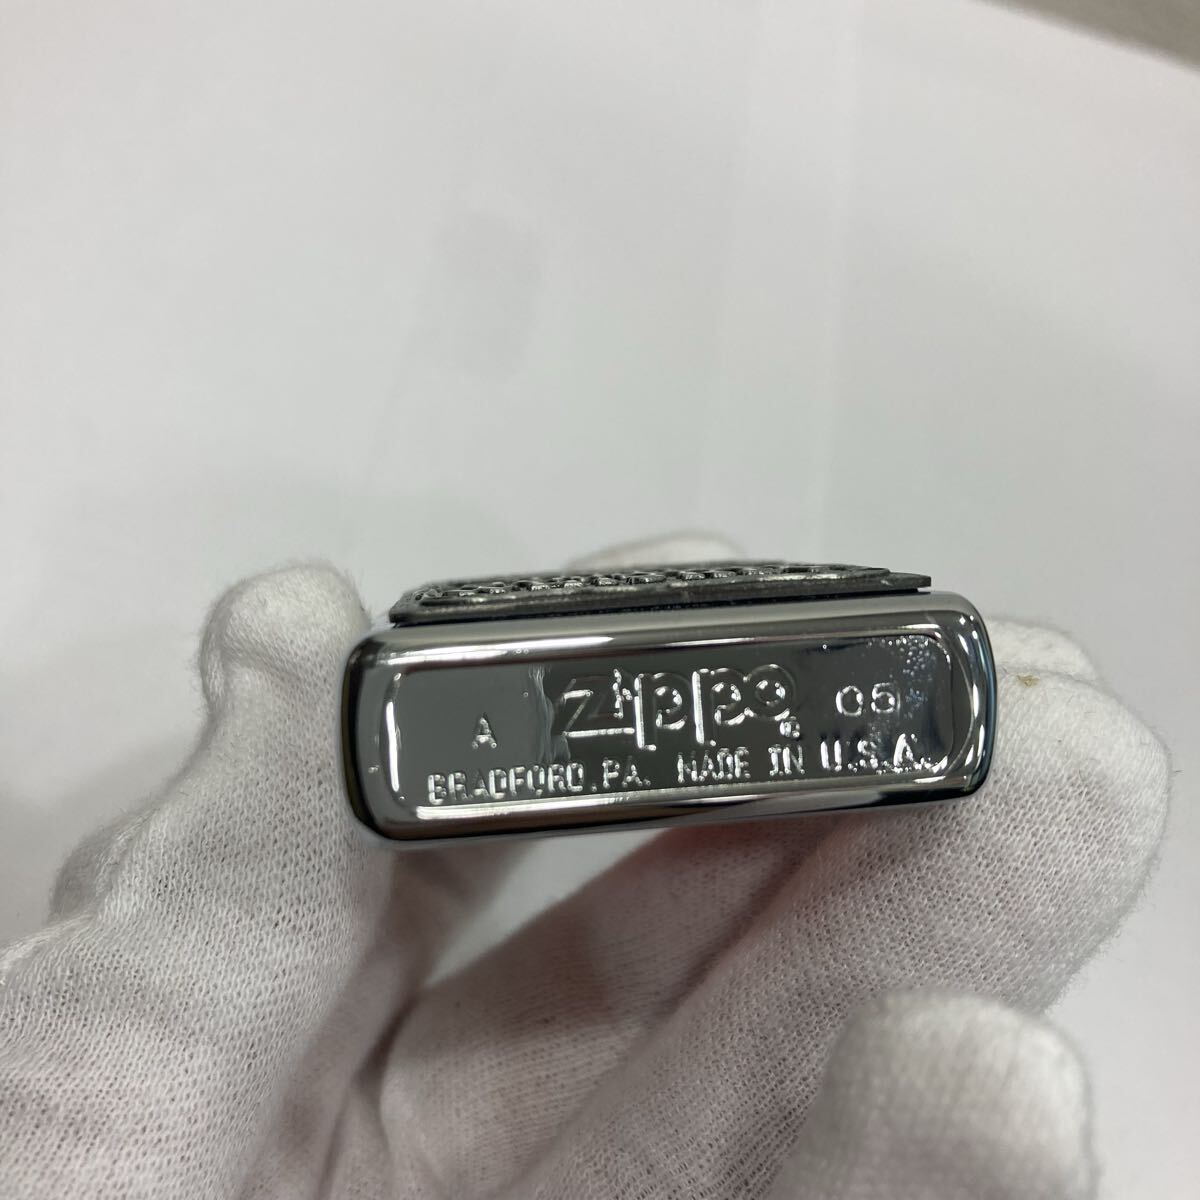 A zippo ® 05
BRADFORD, PA. MADE IN U.S.A.